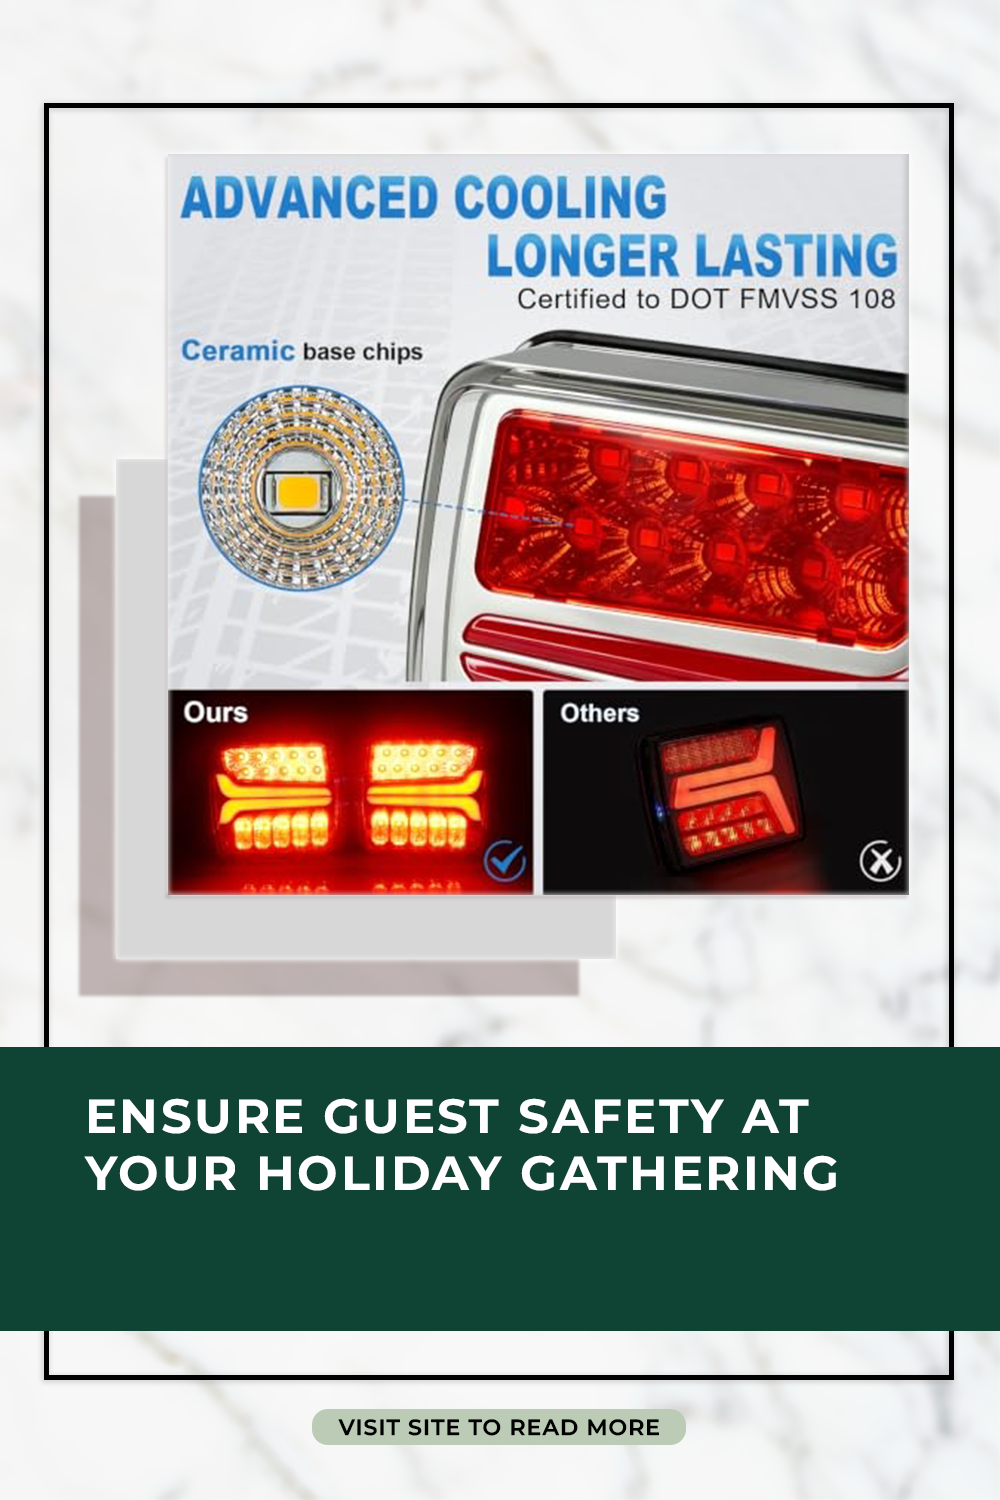 ADVANCED COOLING
LONGER LASTING
Certified to DOT FMVSS 108
Ceramic base chips
Ours
Others
ENSURE GUEST SAFETY AT
YOUR HOLIDAY GATHERING
VISIT SITE TO READ MORE